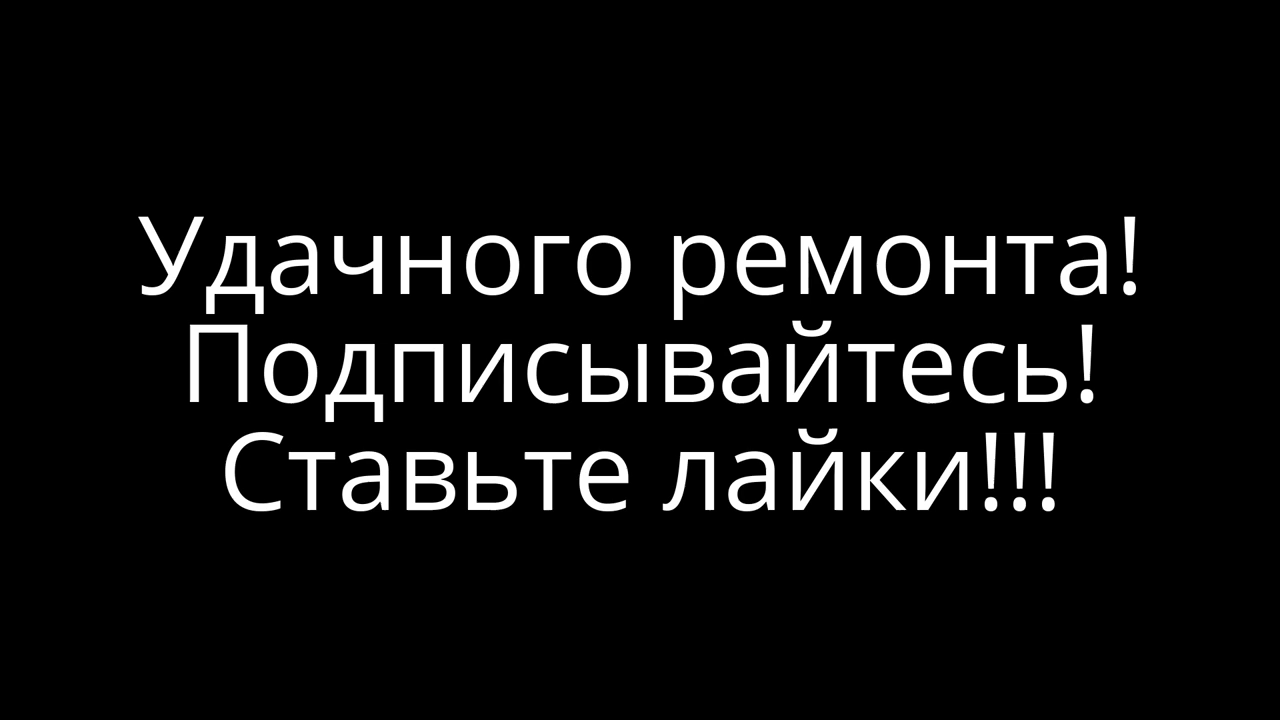 Удачного ремонта!
Подписывайтесь!
Ставьте лайки!!!